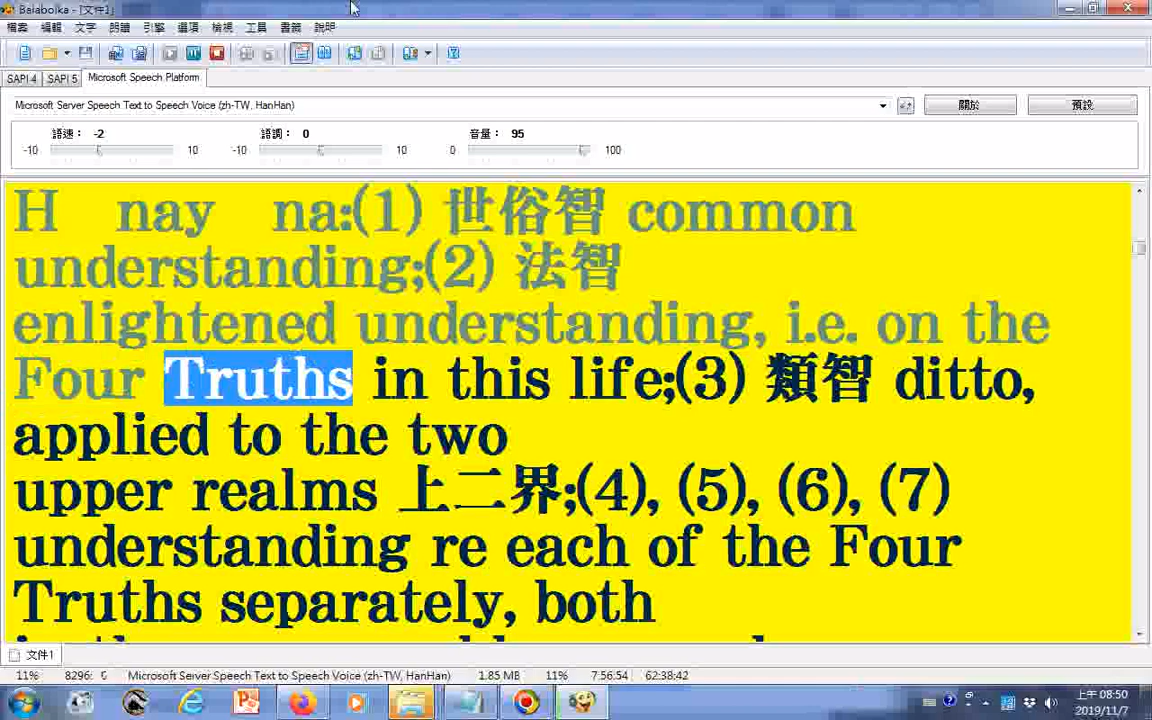 Balabolka - [文件1]
檔案 編輯 文字 朗讀 引擎 選項 檢視 工具 書籤 說明
SAPI 4 SAPI 5 Microsoft Speech Platform
Microsoft Server Speech Text to Speech Voice (zh-TW, HanHan) 關於 預設
語速： -2 語調： 0 音量： 95
-10 10 -10 10 0 100
H nay na:(1) 世俗智 common
understanding;(2) 法智
enlightened understanding, i.e. on the
Four Truths in this life;(3) 類智 ditto,
applied to the two
upper realms 上二界;(4), (5), (6), (7)
understanding re each of the Four
Truths separately, both
文件1
11% 8296: 6 Microsoft Server Speech Text to Speech Voice (zh-TW, HanHan) 1.85 MB 11% 7:56:54 62:38:42
上午 08:50
2019/11/7